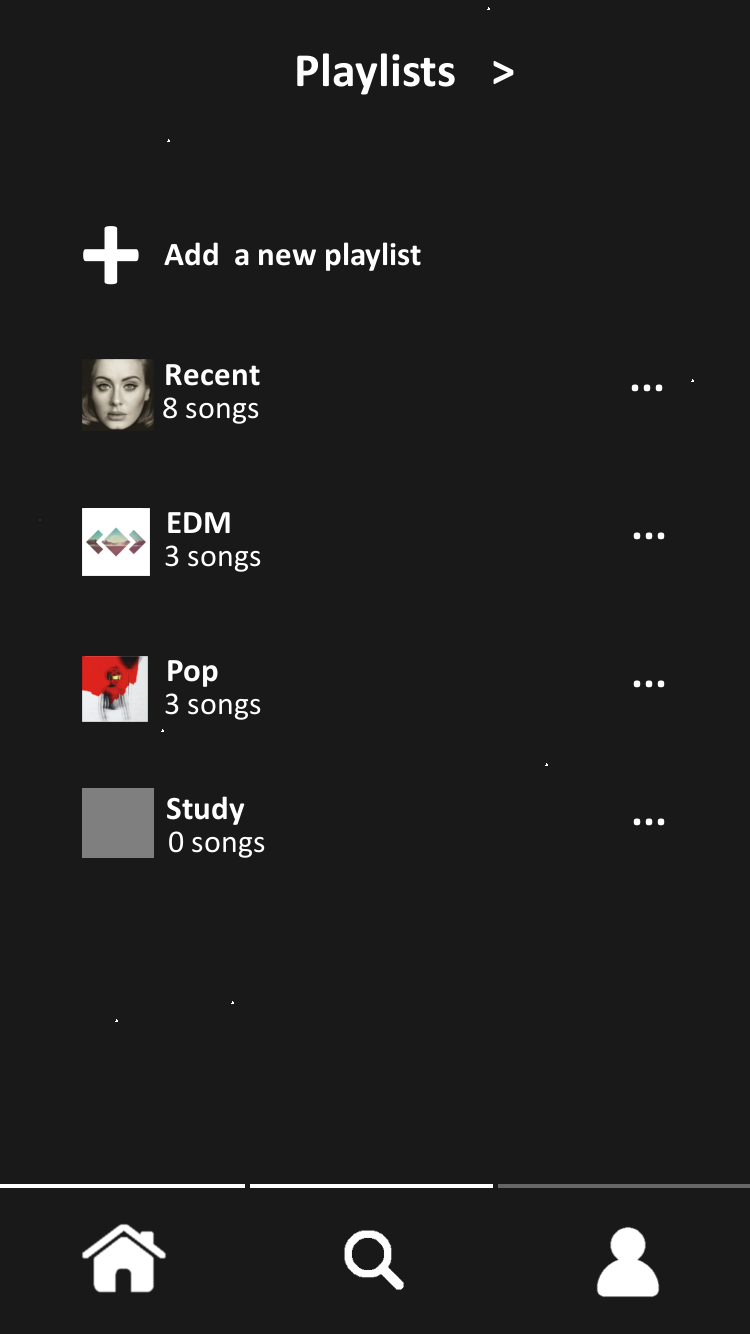 Playlists >
Add a new playlist
Recent
8 songs
EDM
3 songs
Pop
3 songs
Study
0 songs